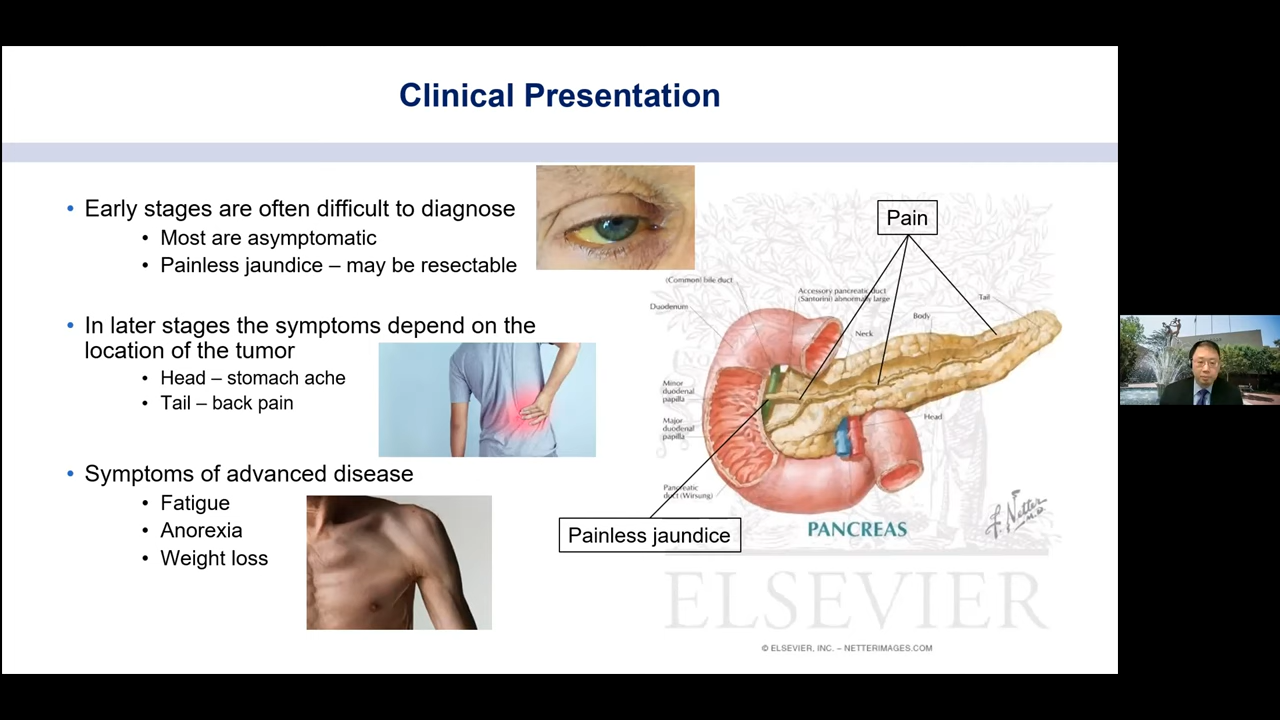 Clinical Presentation
• Early stages are often difficult to diagnose
• Most are asymptomatic
• Painless jaundice – may be resectable
• In later stages the symptoms depend on the
location of the tumor
• Head – stomach ache
• Tail – back pain
• Symptoms of advanced disease
• Fatigue
• Anorexia
• Weight loss
Pain
(Common) bile duct
Duodenum
Accessory pancreatic duct
(Santorini) abnormally large
Tail
Body
Neck
Minor
duodenal
papilla
Major
duodenal
papilla
Head
Pancreatic
duct (Wirsung)
Painless jaundice
PANCREAS
F. Netter
M.D.
ELSEVIER
© ELSEVIER, INC. – NETTERIMAGES.COM